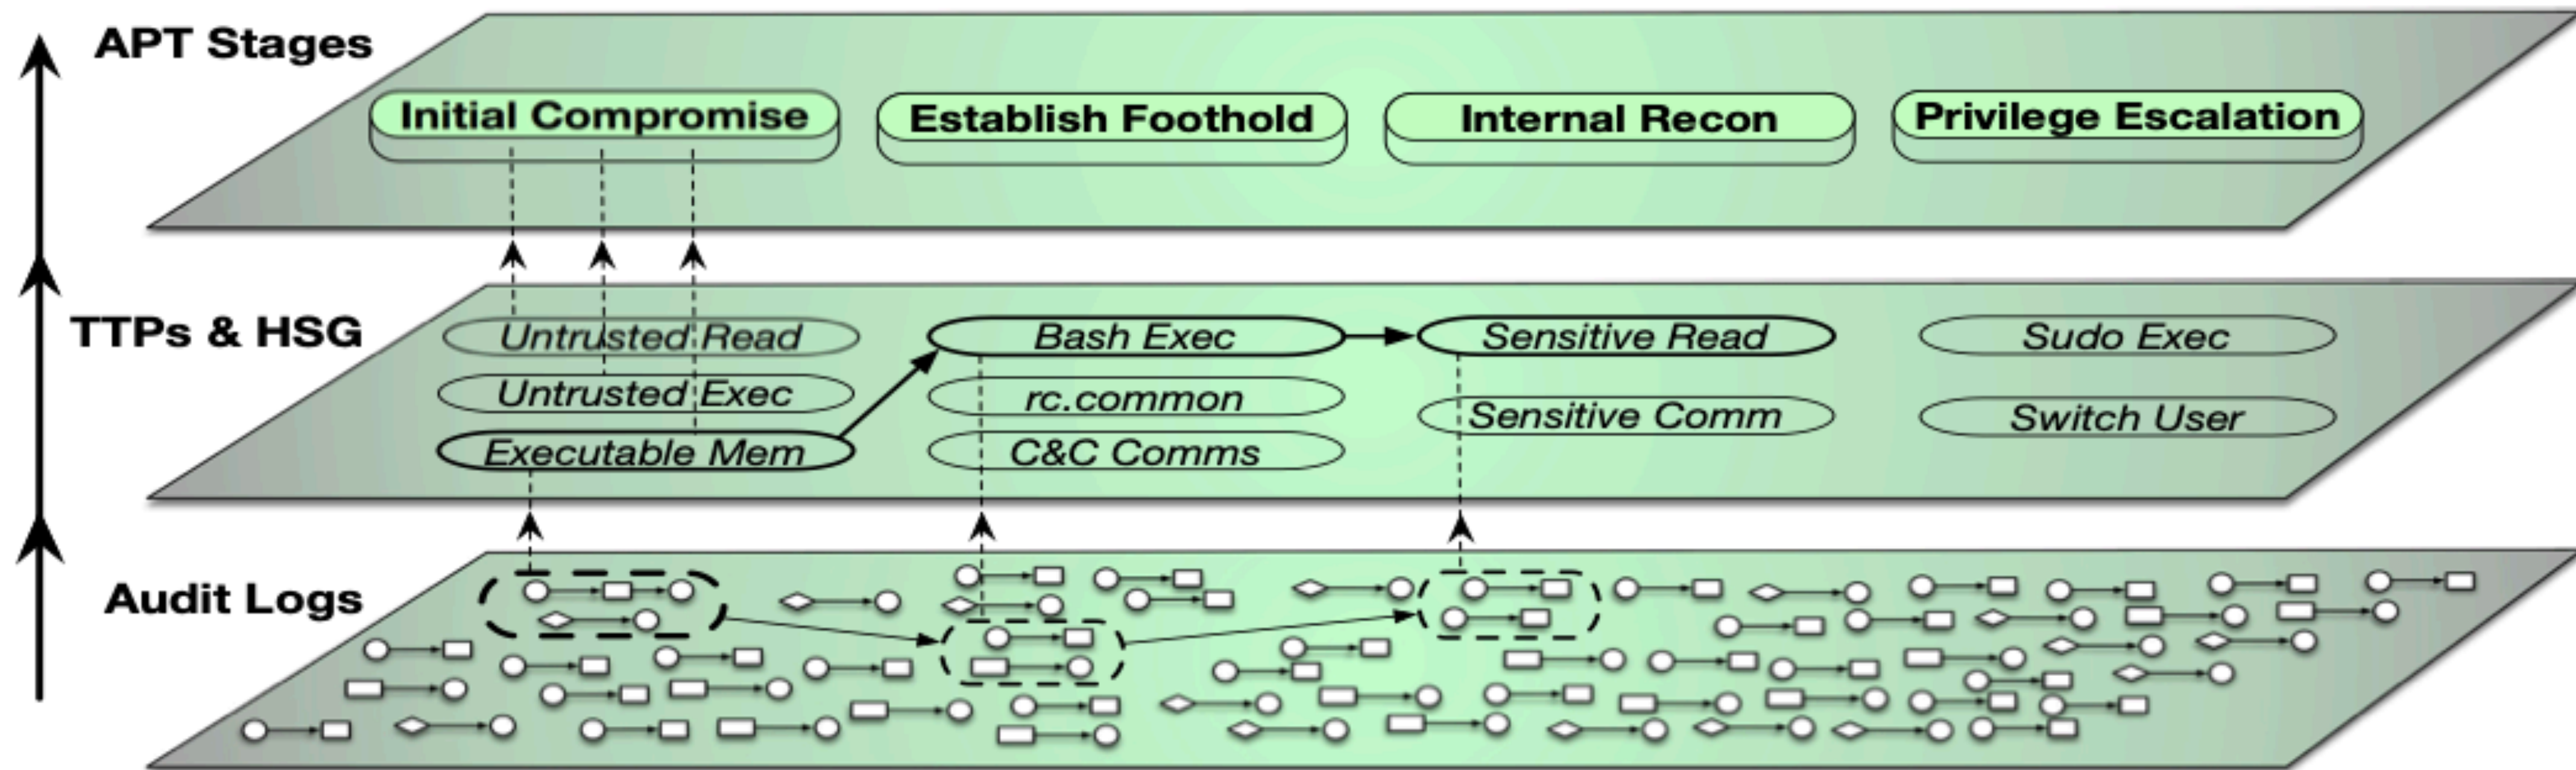 APT Stages
Initial Compromise
Establish Foothold
Internal Recon
Privilege Escalation
TTPs & HSG
Untrusted Read
Bash Exec
Sensitive Read
Sudo Exec
Untrusted Exec
rc.common
Sensitive Comm
Switch User
Executable Mem
C&C Comms
Audit Logs